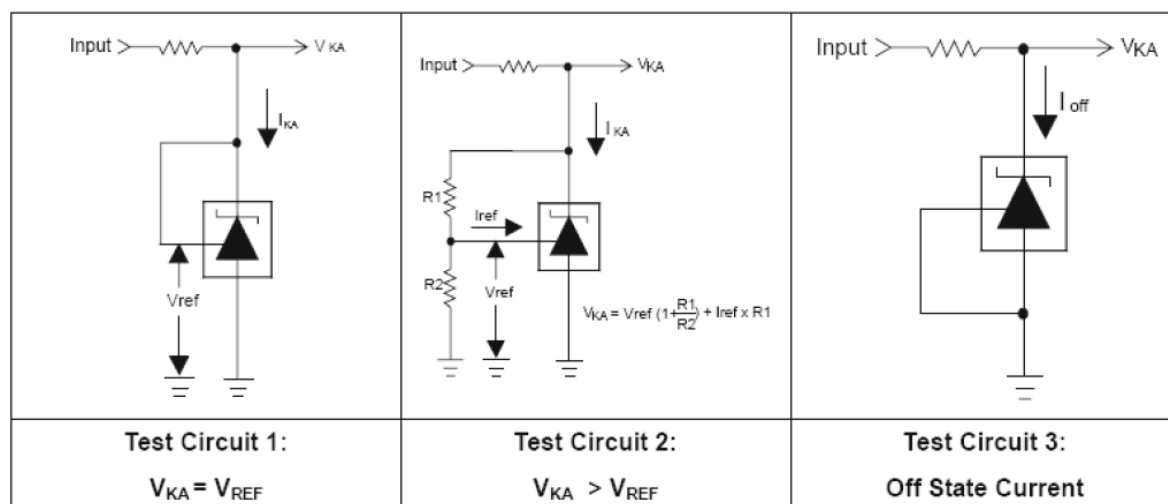 Input
V KA
I KA
Vref
Test Circuit 1:
VKA = VREF
Input
VKA
I KA
R1
Iref
R2
Vref
VKA = Vref (1+R1/R2) + Iref x R1
Test Circuit 2:
VKA > VREF
Input
VKA
I off
Test Circuit 3:
Off State Current